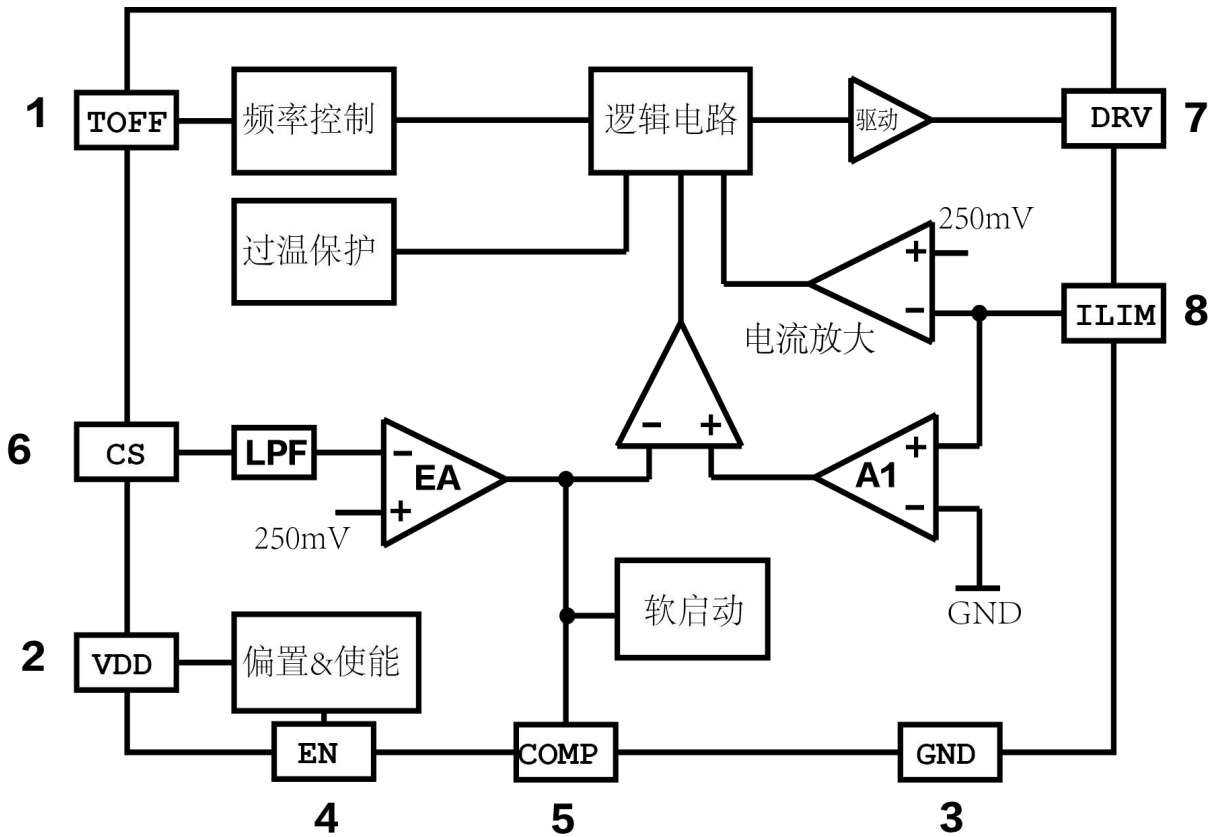 1
TOFF
频率控制
逻辑电路
驱动
DRV
7
过温保护
250mV
+
-
ILIM
8
电流放大
6
CS
LPF
-
EA
+
250mV
-
+
A1
+
-
GND
软启动
2
VDD
偏置&使能
EN
COMP
GND
4
5
3